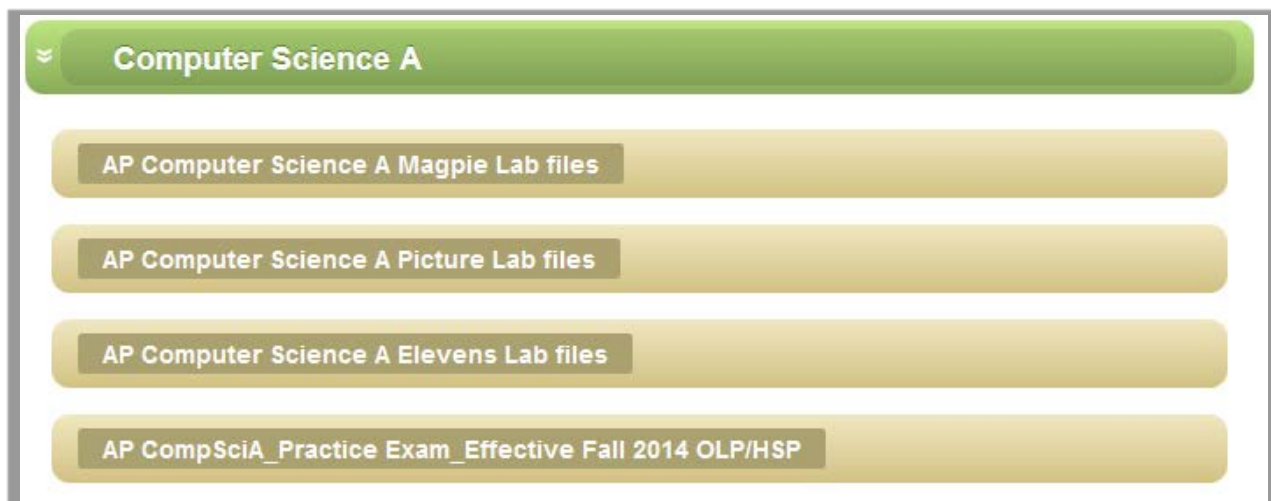 Computer Science A
AP Computer Science A Magpie Lab files
AP Computer Science A Picture Lab files
AP Computer Science A Elevens Lab files
AP CompSciA_Practice Exam_Effective Fall 2014 OLP/HSP